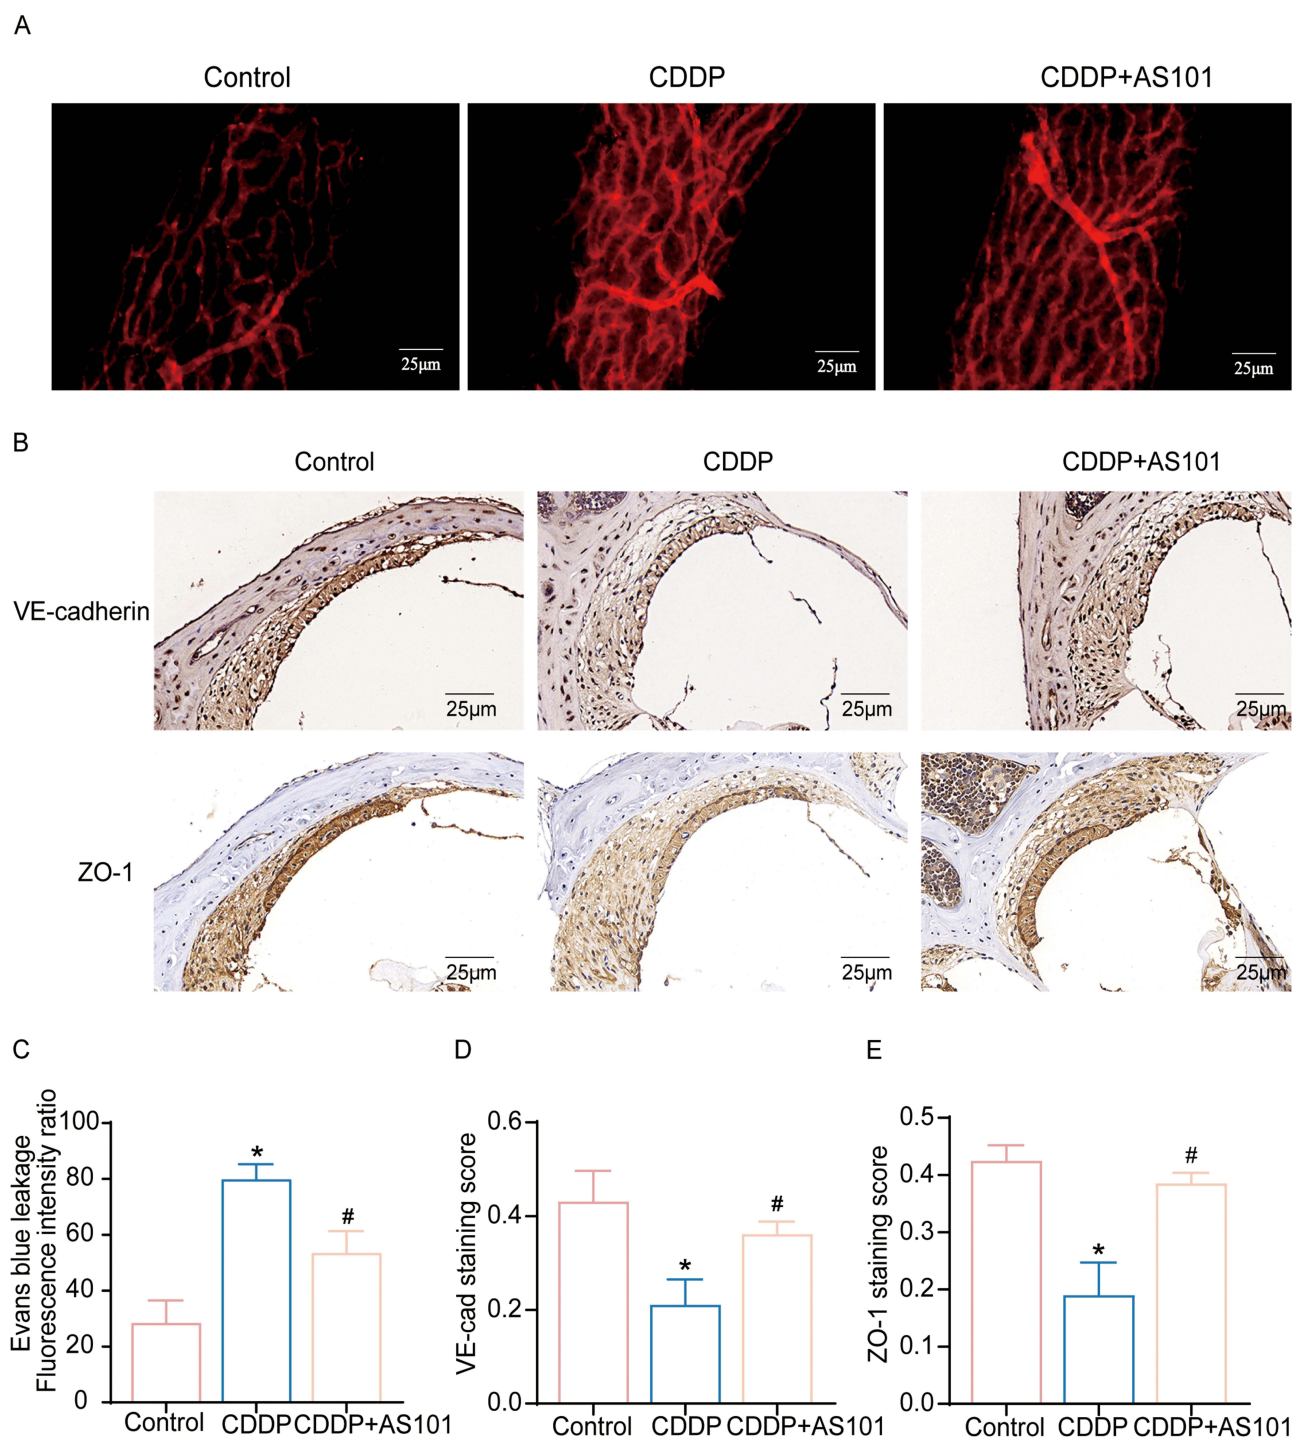 A
Control
CDDP
CDDP+AS101
25μm
25μm
25μm
B
Control
CDDP
CDDP+AS101
VE-cadherin
25μm
25μm
25μm
ZO-1
25μm
25μm
25μm
C
Evans blue leakage
Fluorescence intensity ratio
100
80
60
40
20
0
*
#
Control
CDDP
CDDP+AS101
D
VE-cad staining score
0.6
0.4
0.2
0.0
*
#
Control
CDDP
CDDP+AS101
E
ZO-1 staining score
0.5
0.4
0.3
0.2
0.1
0.0
*
#
Control
CDDP
CDDP+AS101